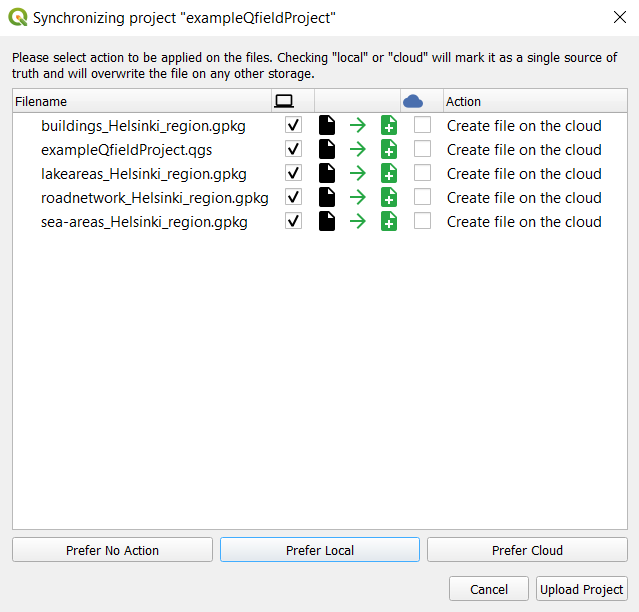 Synchronizing project "exampleQfieldProject"
Please select action to be applied on the files. Checking "local" or "cloud" will mark it as a single source of
truth and will overwrite the file on any other storage.
Filename Action
buildings_Helsinki_region.gpkg Create file on the cloud
exampleQfieldProject.qgs Create file on the cloud
lakeareas_Helsinki_region.gpkg Create file on the cloud
roadnetwork_Helsinki_region.gpkg Create file on the cloud
sea-areas_Helsinki_region.gpkg Create file on the cloud
Prefer No Action Prefer Local Prefer Cloud
Cancel Upload Project